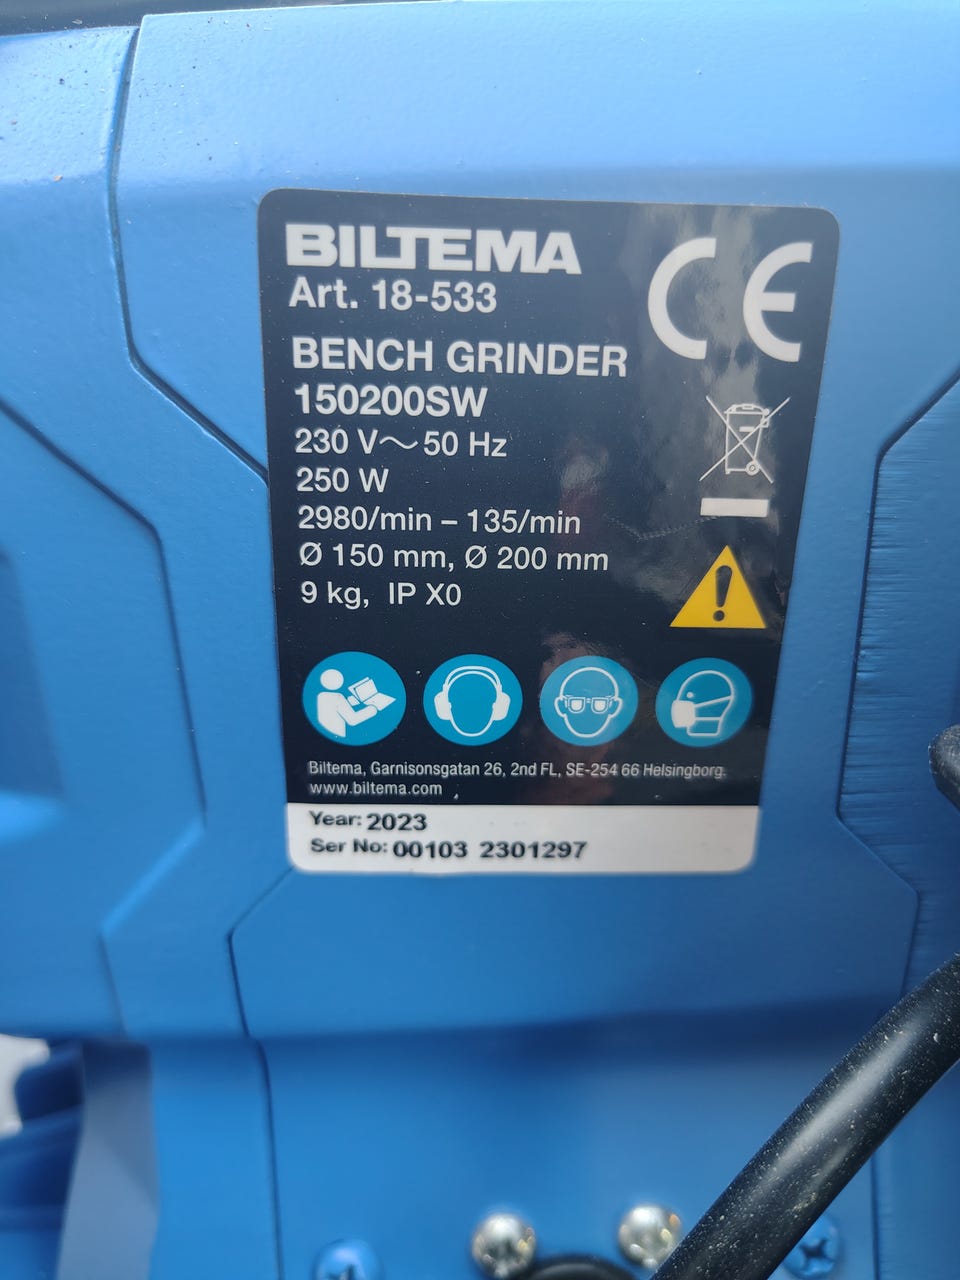 BILTEMA
Art. 18-533
CE
BENCH GRINDER
150200SW
230 V~ 50 Hz
250 W
2980/min – 135/min
Ø 150 mm, Ø 200 mm
9 kg, IP X0
Biltema, Garnisonsgatan 26, 2nd FL, SE-254 66 Helsingborg.
www.biltema.com
Year: 2023
Ser No: 00103 2301297